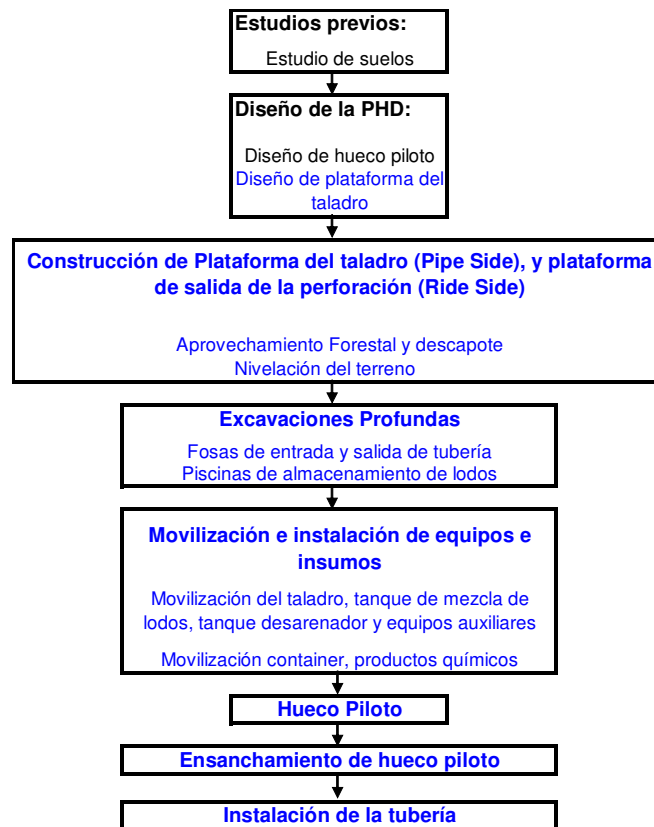 Estudios previos:
Estudio de suelos
Diseño de la PHD:
Diseño de hueco piloto
Diseño de plataforma del
taladro
Construcción de Plataforma del taladro (Pipe Side), y plataforma
de salida de la perforación (Ride Side)
Aprovechamiento Forestal y descapote
Nivelación del terreno
Excavaciones Profundas
Fosas de entrada y salida de tubería
Piscinas de almacenamiento de lodos
Movilización e instalación de equipos e
insumos
Movilización del taladro, tanque de mezcla de
lodos, tanque desarenador y equipos auxiliares
Movilización container, productos químicos
Hueco Piloto
Ensanchamiento de hueco piloto
Instalación de la tubería